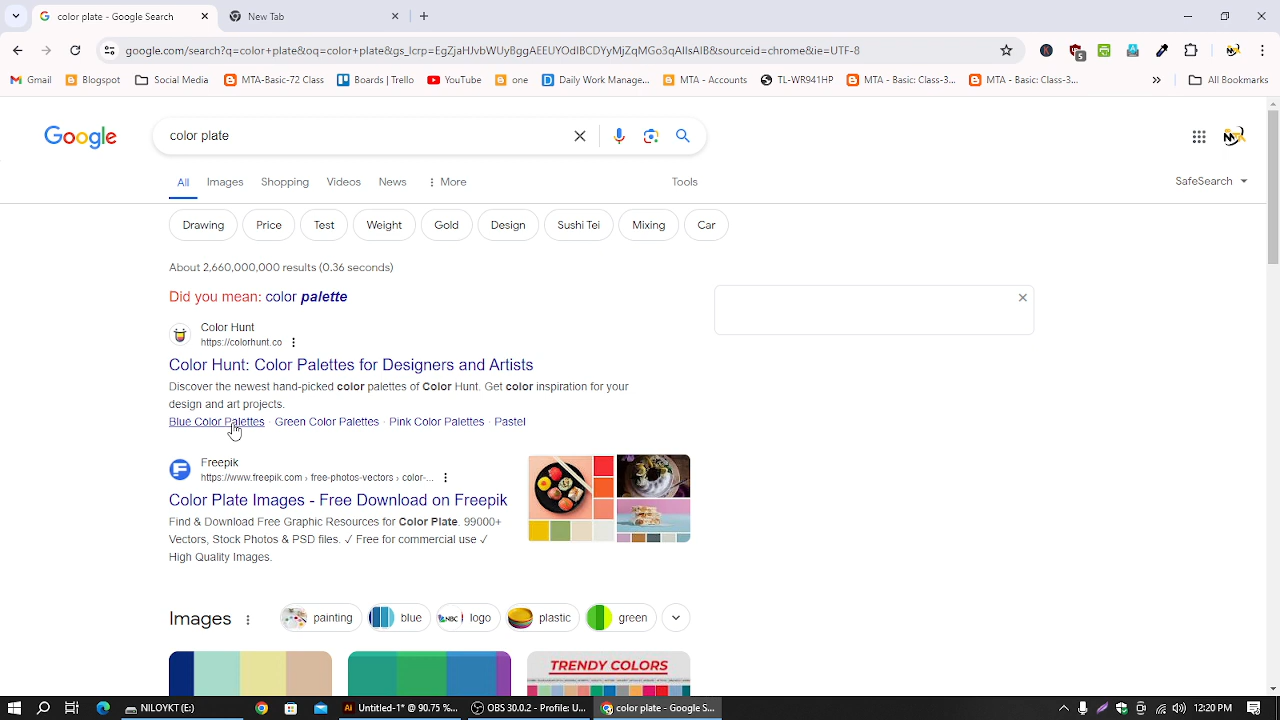 color plate - Google Search
New Tab
google.com/search?q=color+plate&oq=color+plate&gs_lcrp=EgZjaHJvbWUyBggAEEUYOdIBCDYyMjZqMGo3qAIIsAIB&sourceid=chrome&ie=UTF-8
5
Gmail
Blogspot
Social Media
MTA-Basic-72 Class
Boards | Trello
YouTube
one
Daily Work Manage...
MTA - Accounts
TL-WR941HP
MTA - Basic: Class-3...
MTA - Basic: Class-3...
All Bookmarks
Google
color plate
All
Images
Shopping
Videos
News
More
Tools
SafeSearch
Drawing
Price
Test
Weight
Gold
Design
Sushi Tei
Mixing
Car
About 2,660,000,000 results (0.36 seconds)
Did you mean: color palette
Color Hunt
https://colorhunt.co
Color Hunt: Color Palettes for Designers and Artists
Discover the newest hand-picked color palettes of Color Hunt. Get color inspiration for your
design and art projects.
Blue Color Palettes · Green Color Palettes · Pink Color Palettes · Pastel
Freepik
https://www.freepik.com › free-photos-vectors › color-...
Color Plate Images - Free Download on Freepik
Find & Download Free Graphic Resources for Color Plate. 99000+
Vectors, Stock Photos & PSD files. ✓ Free for commercial use ✓
High Quality Images.
Images
painting
blue
NBC
logo
plastic
green
TRENDY COLORS
NILOYKT (E)
Untitled-1* @ 90.75 %...
OBS 30.0.2 - Profile: U...
color plate - Google S...
12:20 PM